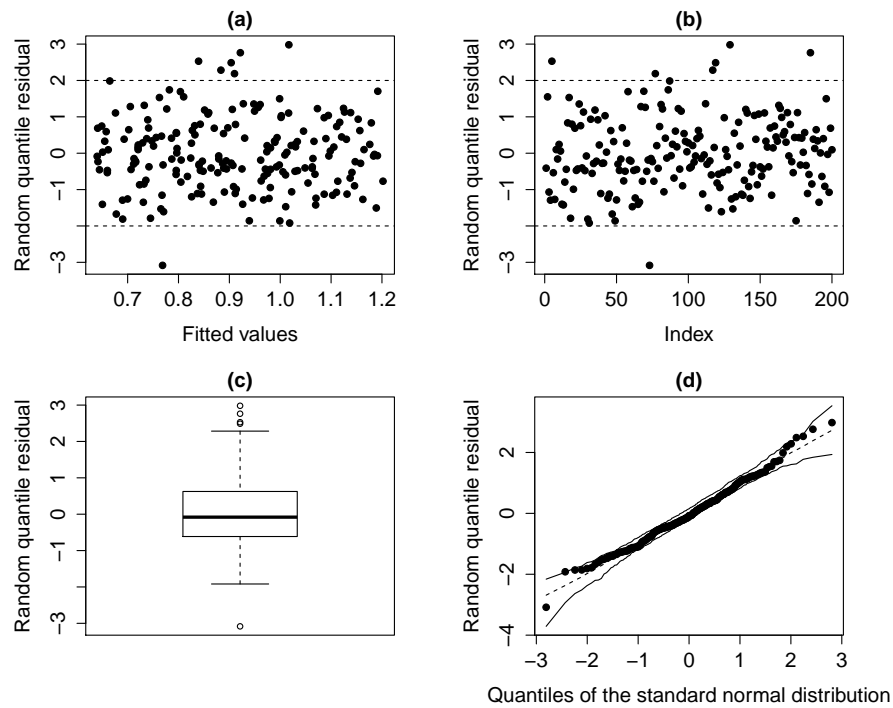 (a)
Random quantile residual
3
2
1
0
−1
−3
0.7 0.8 0.9 1.0 1.1 1.2
Fitted values
(b)
Random quantile residual
3
2
1
0
−1
−3
0 50 100 150 200
Index
(c)
Random quantile residual
3
2
1
0
−1
−3
(d)
Random quantile residual
2
0
−2
−4
−3 −2 −1 0 1 2 3
Quantiles of the standard normal distribution